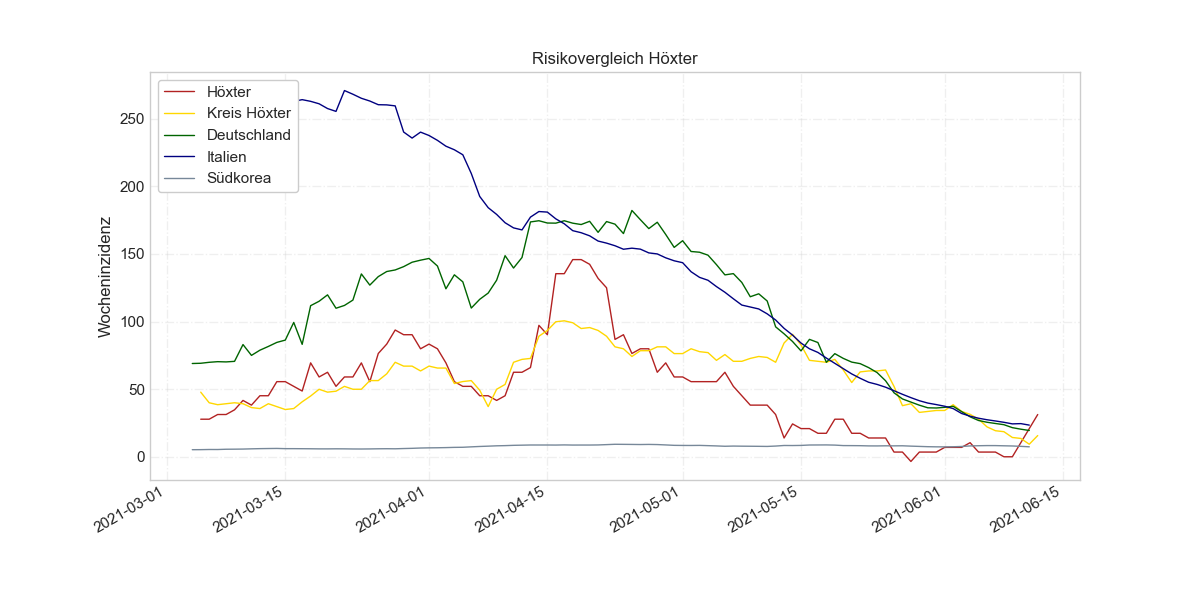 Risikovergleich Höxter
Höxter
Kreis Höxter
Deutschland
Italien
Südkorea
Wocheninzidenz
250
200
150
100
50
0
2021-03-01
2021-03-15
2021-04-01
2021-04-15
2021-05-01
2021-05-15
2021-06-01
2021-06-15